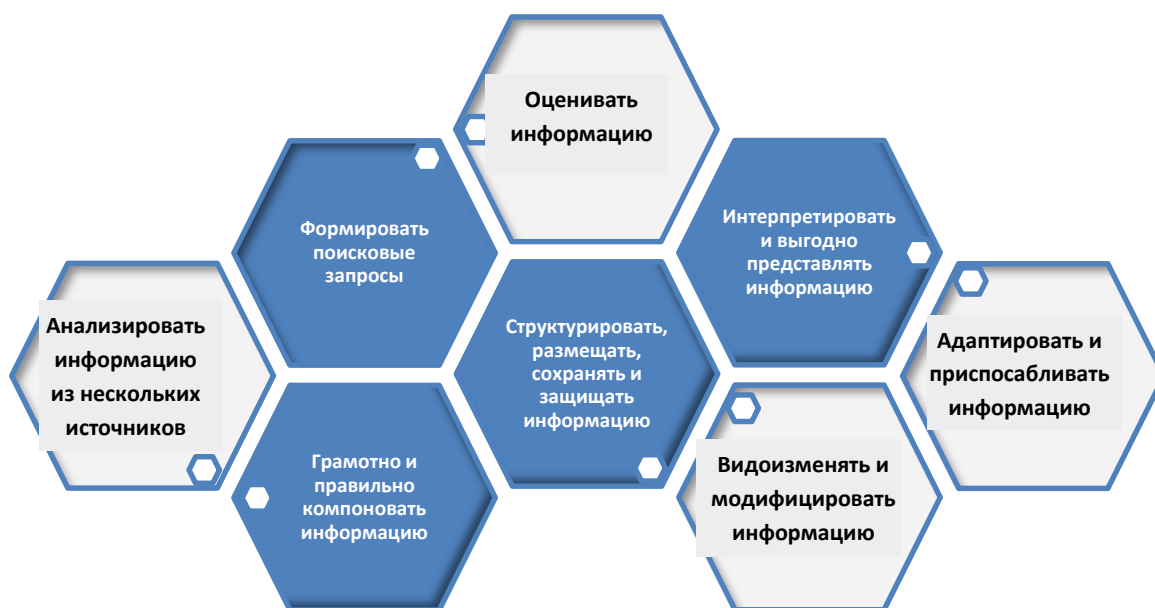 Оценивать
информацию
Формировать
поисковые
запросы
Интерпретировать
и выгодно
представлять
информацию
Анализировать
информацию
из нескольких
источников
Структурировать,
размещать,
сохранять и
защищать
информацию
Адаптировать и
приспосабливать
информацию
Грамотно и
правильно
компоновать
информацию
Видоизменять и
модифицировать
информацию